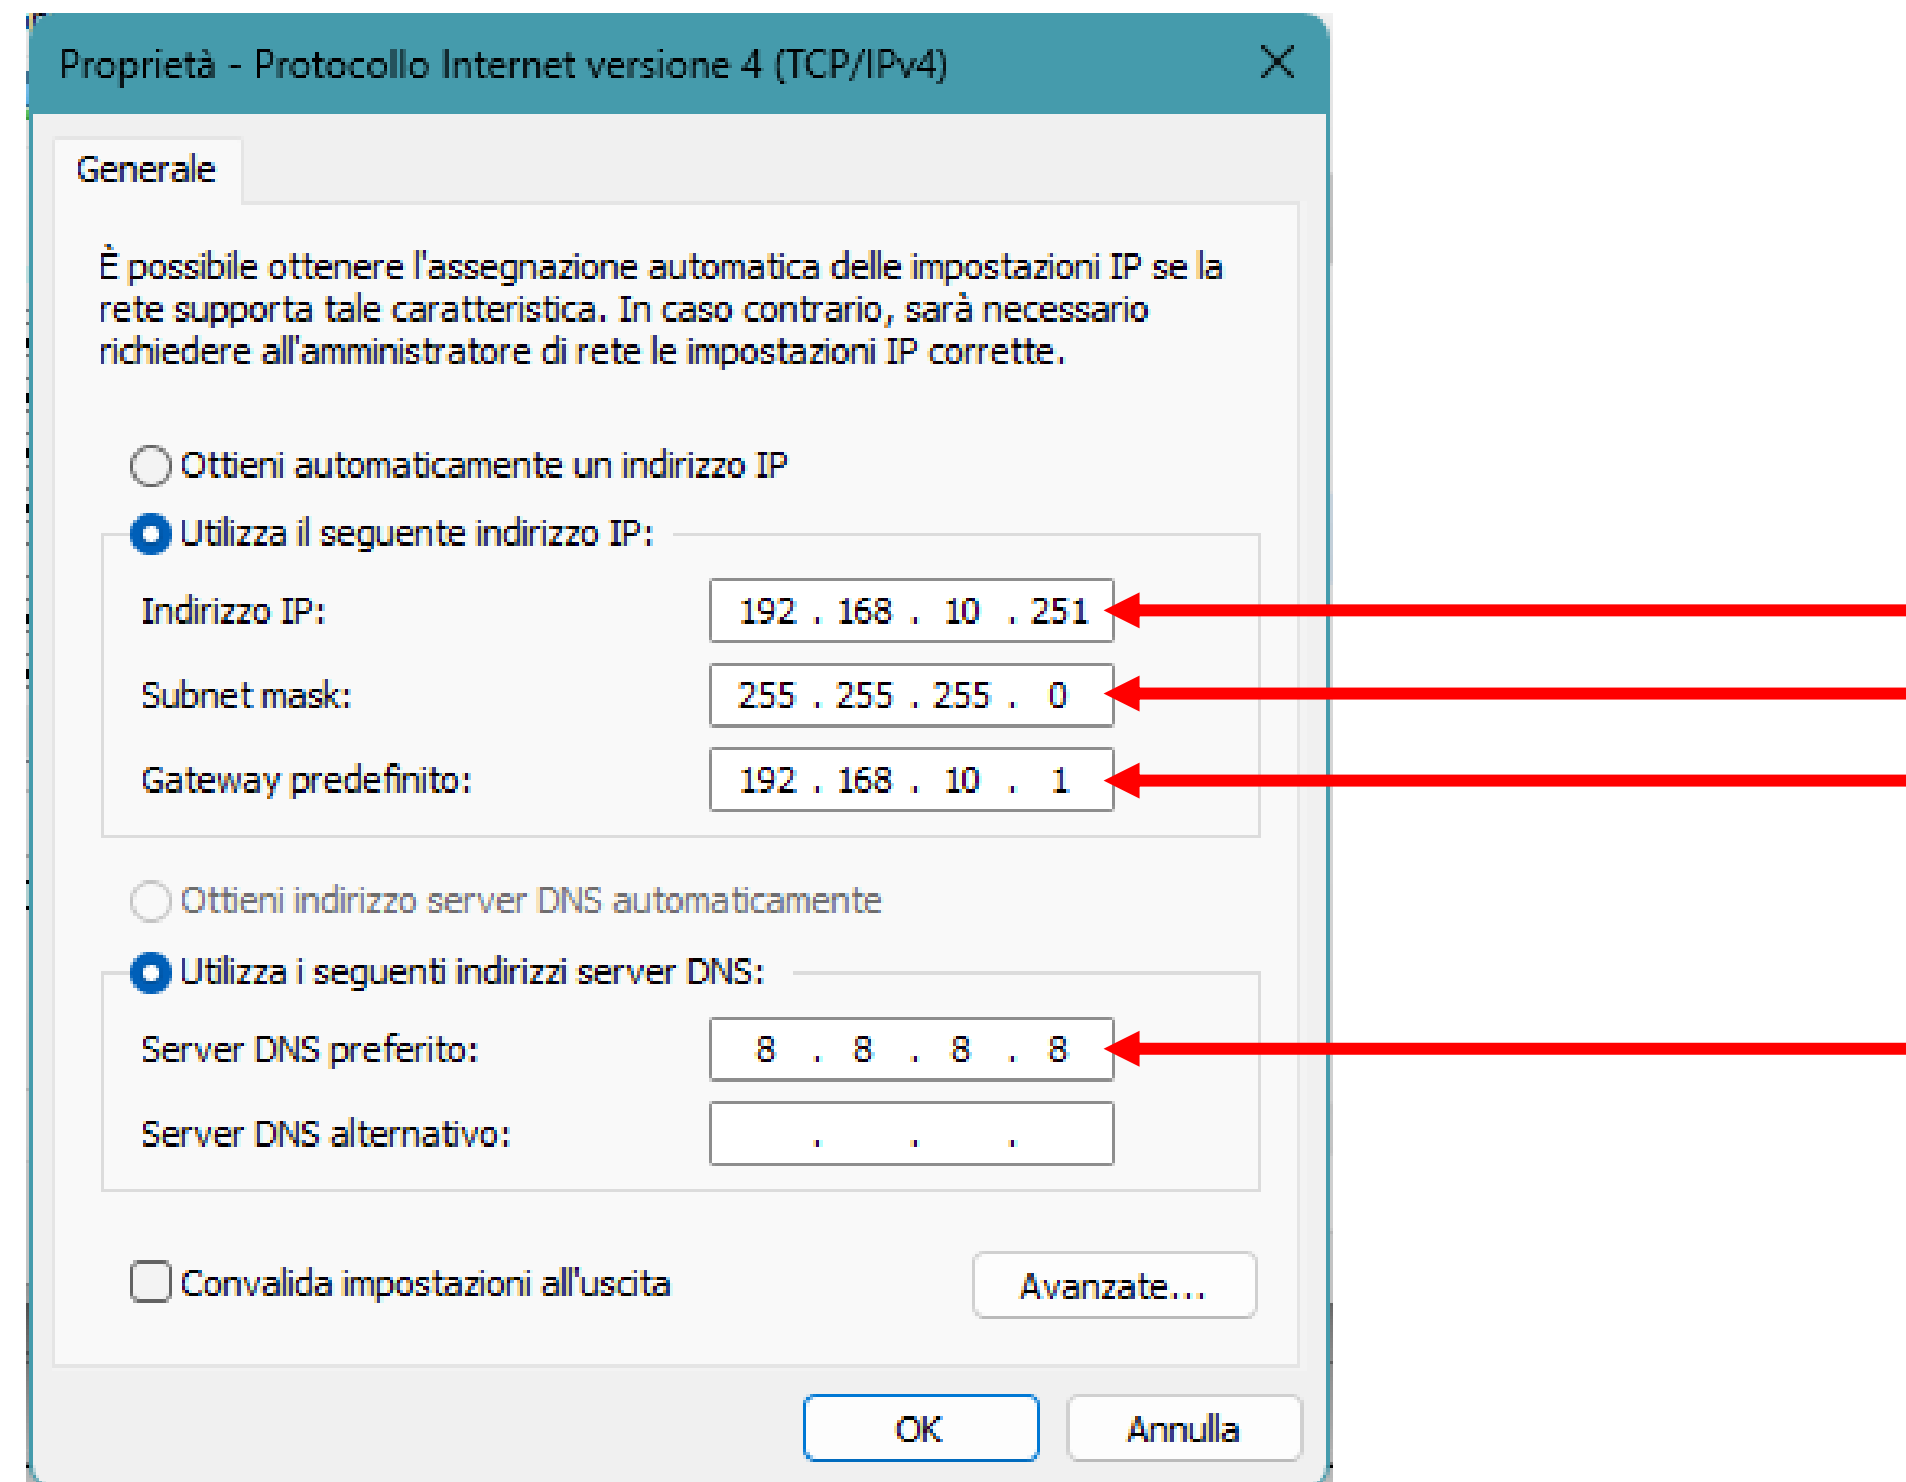 Proprietà - Protocollo Internet versione 4 (TCP/IPv4)
Generale
È possibile ottenere l'assegnazione automatica delle impostazioni IP se la
rete supporta tale caratteristica. In caso contrario, sarà necessario
richiedere all'amministratore di rete le impostazioni IP corrette.
Ottieni automaticamente un indirizzo IP
Utilizza il seguente indirizzo IP:
Indirizzo IP: 192 . 168 . 10 . 251
Subnet mask: 255 . 255 . 255 . 0
Gateway predefinito: 192 . 168 . 10 . 1
Ottieni indirizzo server DNS automaticamente
Utilizza i seguenti indirizzi server DNS:
Server DNS preferito: 8 . 8 . 8 . 8
Server DNS alternativo: . . .
Convalida impostazioni all'uscita
Avanzate...
OK Annulla